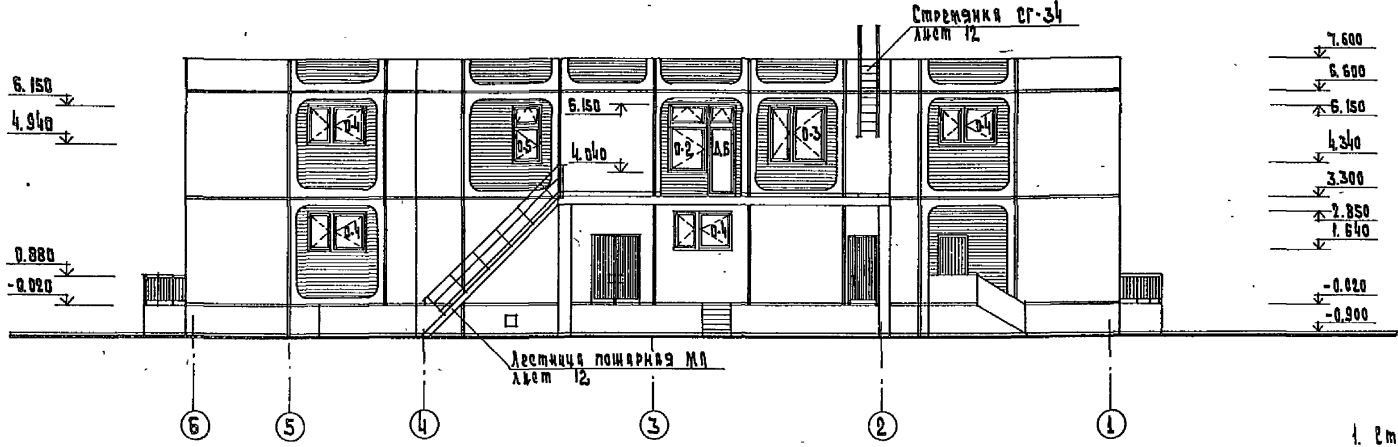 Стремянка СГ-34
лист 12
7.600
6.600
6.150
4.340
3.300
2.850
1.640
-0.020
-0.900
6.150
4.940
0.880
-0.020
6.150
4.040
О-4
О-5
О-2
Д.Б
О-3
О-4
О-4
О-4
Лестница пожарная МЛ
лист 12
6
5
4
3
2
1
1.